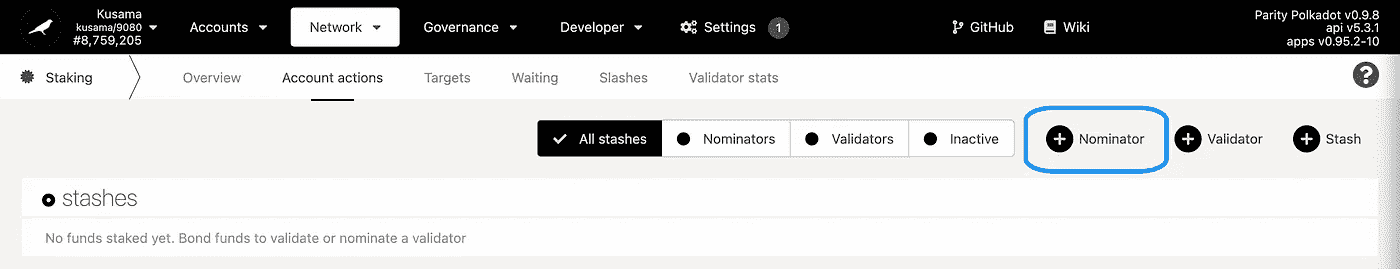 Kusama
kusama/9080
#8,759,205
Accounts
Network
Governance
Developer
Settings
1
GitHub
Wiki
Parity Polkadot v0.9.8
api v5.3.1
apps v0.95.2-10
Staking
Overview
Account actions
Targets
Waiting
Slashes
Validator stats
?
All stashes
Nominators
Validators
Inactive
Nominator
Validator
Stash
stashes
No funds staked yet. Bond funds to validate or nominate a validator